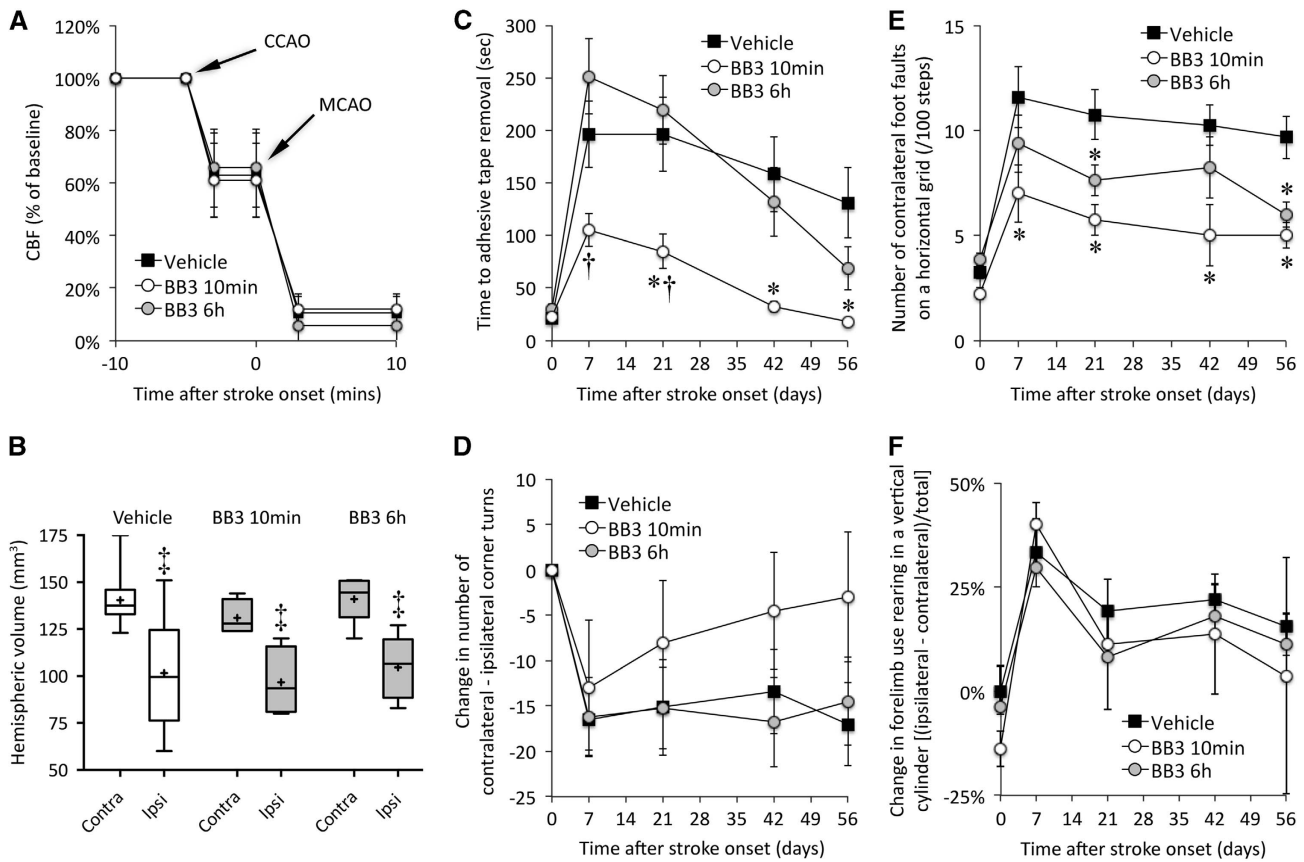 A
120%
100%
80%
60%
40%
20%
0%
CBF (% of baseline)
CCAO
MCAO
Vehicle
BB3 10min
BB3 6h
-10
0
10
Time after stroke onset (mins)
B
Vehicle
BB3 10min
BB3 6h
175
150
125
100
75
50
Hemispheric volume (mm³)
‡
‡
‡
Contra
Ipsi
Contra
Ipsi
Contra
Ipsi
C
300
250
200
150
100
50
0
Time to adhesive tape removal (sec)
Vehicle
BB3 10min
BB3 6h
†
*†
*
*
0 7 14 21 28 35 42 49 56
Time after stroke onset (days)
D
10
5
0
-5
-10
-15
-20
-25
Change in number of
contralateral - ipsilateral corner turns
Vehicle
BB3 10min
BB3 6h
0 7 14 21 28 35 42 49 56
Time after stroke onset (days)
E
15
10
5
0
Number of contralateral foot faults
on a horizontal grid (/100 steps)
Vehicle
BB3 10min
BB3 6h
*
*
*
*
*
*
0 7 14 21 28 35 42 49 56
Time after stroke onset (days)
F
50%
25%
0%
-25%
Change in forelimb use rearing in a vertical
cylinder [(ipsilateral - contralateral)/total]
Vehicle
BB3 10min
BB3 6h
0 7 14 21 28 35 42 49 56
Time after stroke onset (days)